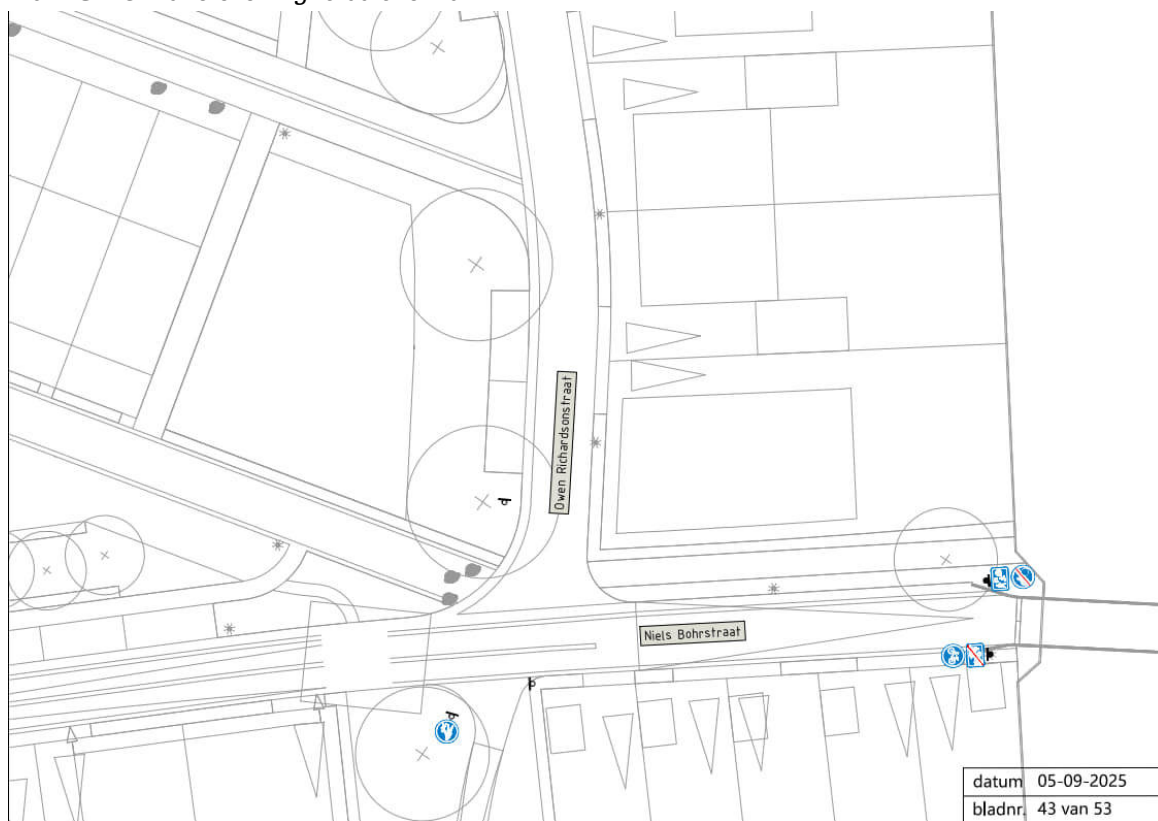 Owen Richardsonstraat
Niels Bohrstraat
datum 05-09-2025
bladnr. 43 van 53